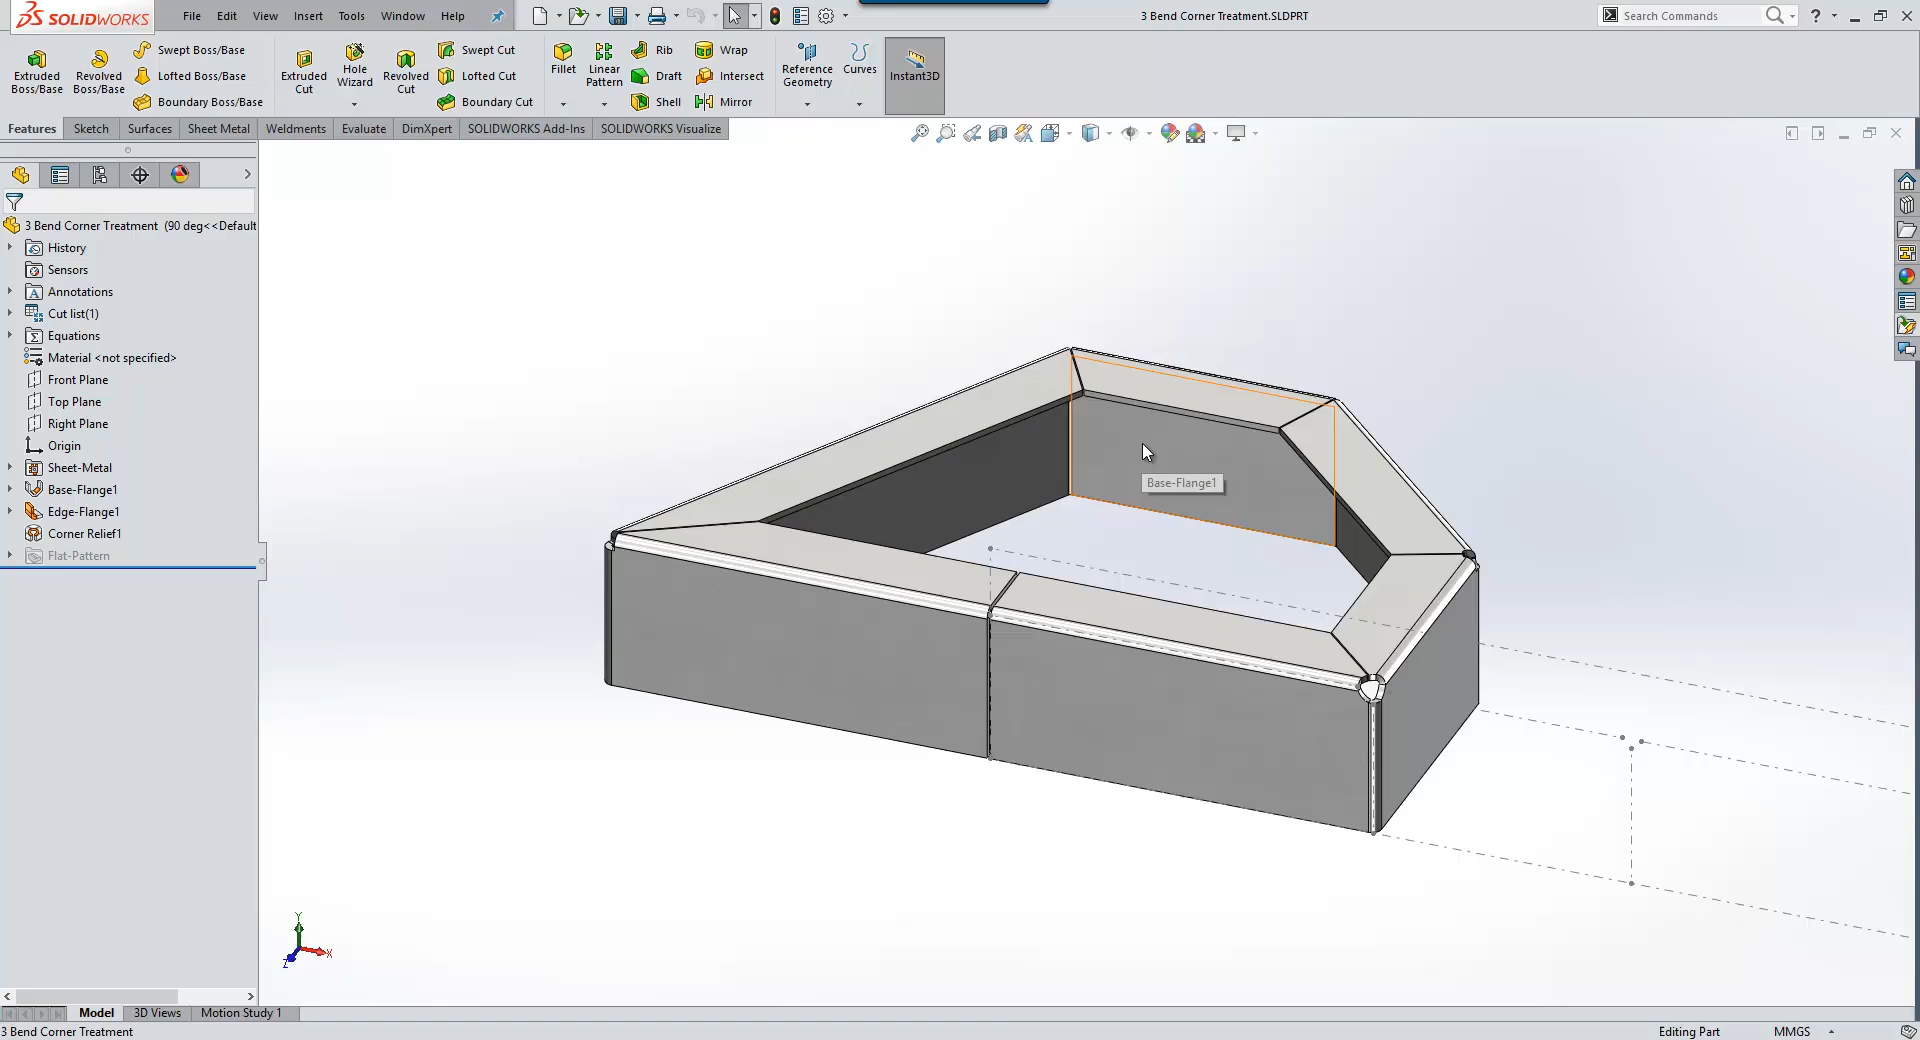 SOLIDWORKS
File Edit View Insert Tools Window Help
3 Bend Corner Treatment.SLDPRT
Search Commands
?
Extruded Boss/Base
Revolved Boss/Base
Swept Boss/Base
Lofted Boss/Base
Boundary Boss/Base
Extruded Cut
Hole Wizard
Revolved Cut
Swept Cut
Lofted Cut
Boundary Cut
Fillet
Linear Pattern
Rib
Draft
Shell
Wrap
Intersect
Mirror
Reference Geometry
Curves
Instant3D
Features Sketch Surfaces Sheet Metal Weldments Evaluate DimXpert SOLIDWORKS Add-Ins SOLIDWORKS Visualize
3 Bend Corner Treatment (90 deg<<Default
History
Sensors
Annotations
Cut list(1)
Equations
Material <not specified>
Front Plane
Top Plane
Right Plane
Origin
Sheet-Metal
Base-Flange1
Edge-Flange1
Corner Relief1
Flat-Pattern
Base-Flange1
Y
X
Z
Model 3D Views Motion Study 1
3 Bend Corner Treatment
Editing Part
MMGS